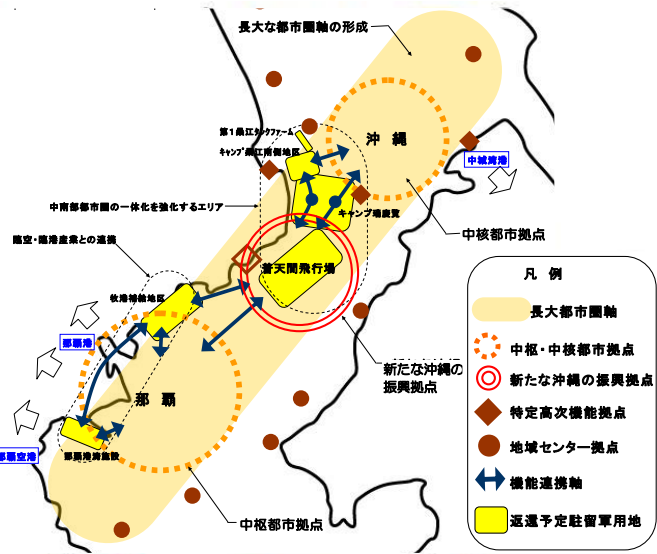 長大な都市圏軸の形成
第1桑江タンクファーム
キャンプ桑江南側地区
沖 縄
中城湾港
中南部都市圏の一体化を強化するエリア
キャンプ瑞慶覧
中核都市拠点
臨空・臨港産業との連携
普天間飛行場
牧港補給地区
那覇港
新たな沖縄の
振興拠点
那 覇
那覇空港
那覇港湾施設
中枢都市拠点
凡 例
長大都市圏軸
中枢・中核都市拠点
新たな沖縄の振興拠点
特定高次機能拠点
地域センター拠点
機能連携軸
返還予定駐留軍用地